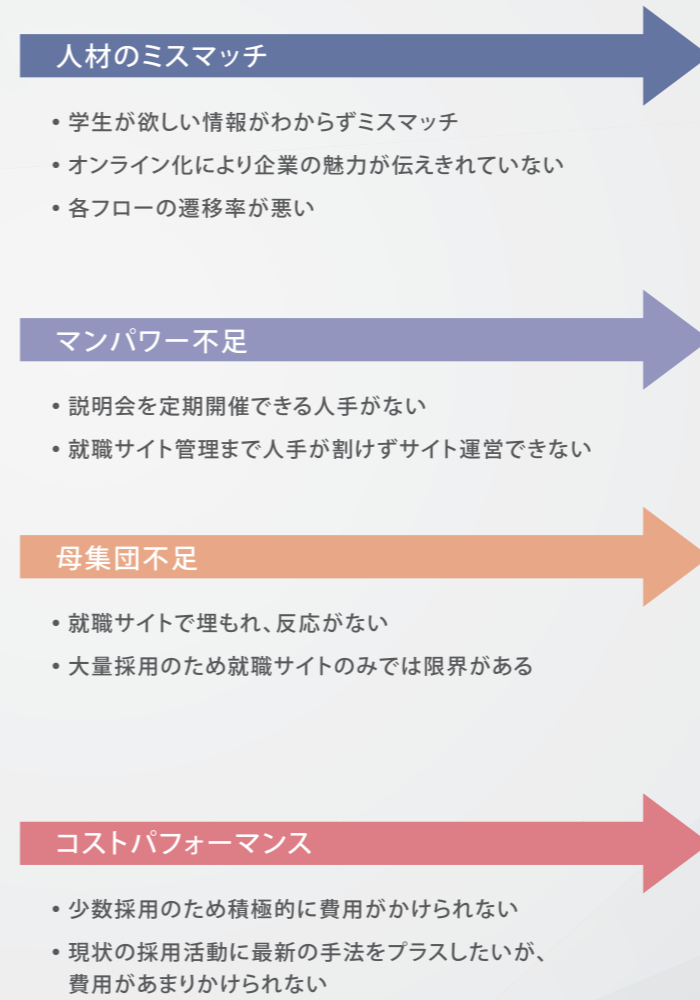 人材のミスマッチ
• 学生が欲しい情報がわからずミスマッチ
• オンライン化により企業の魅力が伝えきれていない
• 各フローの遷移率が悪い
マンパワー不足
• 説明会を定期開催できる人手がない
• 就職サイト管理まで人手が割けずサイト運営できない
母集団不足
• 就職サイトで埋もれ、反応がない
• 大量採用のため就職サイトのみでは限界がある
コストパフォーマンス
• 少数採用のため積極的に費用がかけられない
• 現状の採用活動に最新の手法をプラスしたいが、
費用があまりかけられない